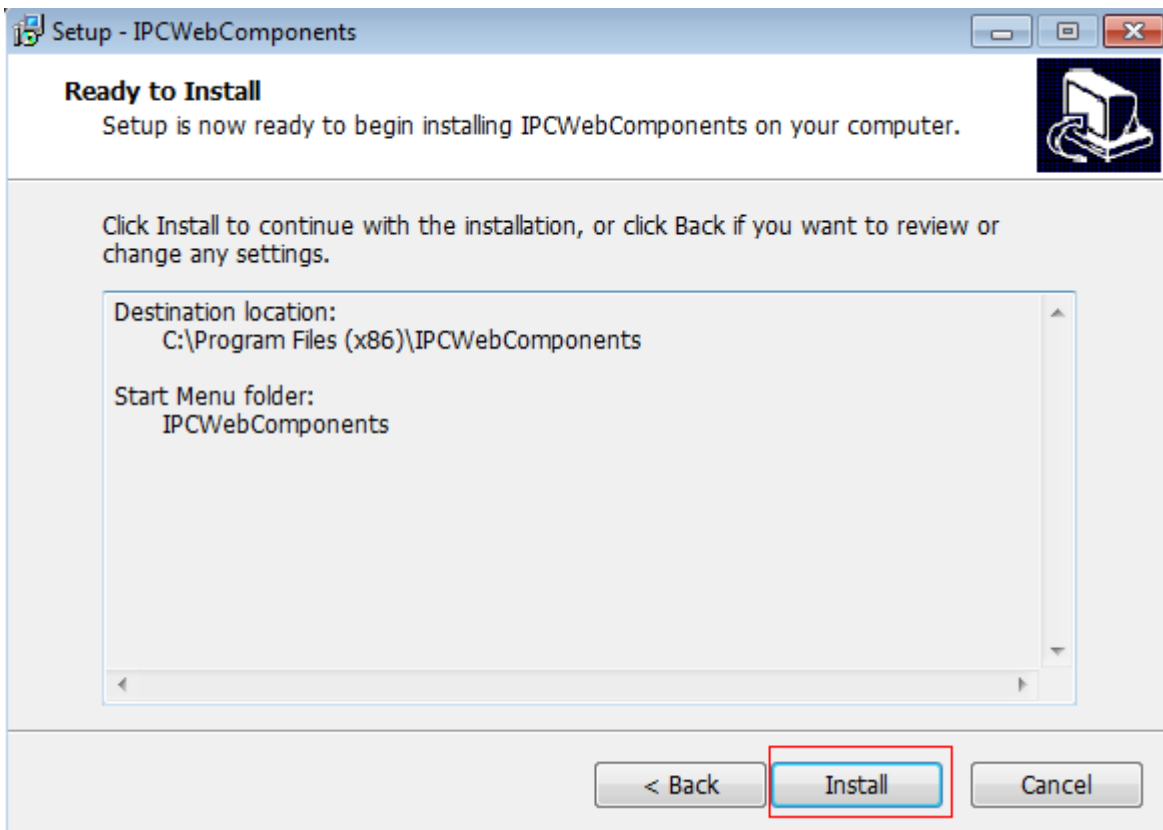 Setup - IPCWebComponents
Ready to Install
Setup is now ready to begin installing IPCWebComponents on your computer.
Click Install to continue with the installation, or click Back if you want to review or
change any settings.
Destination location:
C:\Program Files (x86)\IPCWebComponents
Start Menu folder:
IPCWebComponents
< Back
Install
Cancel